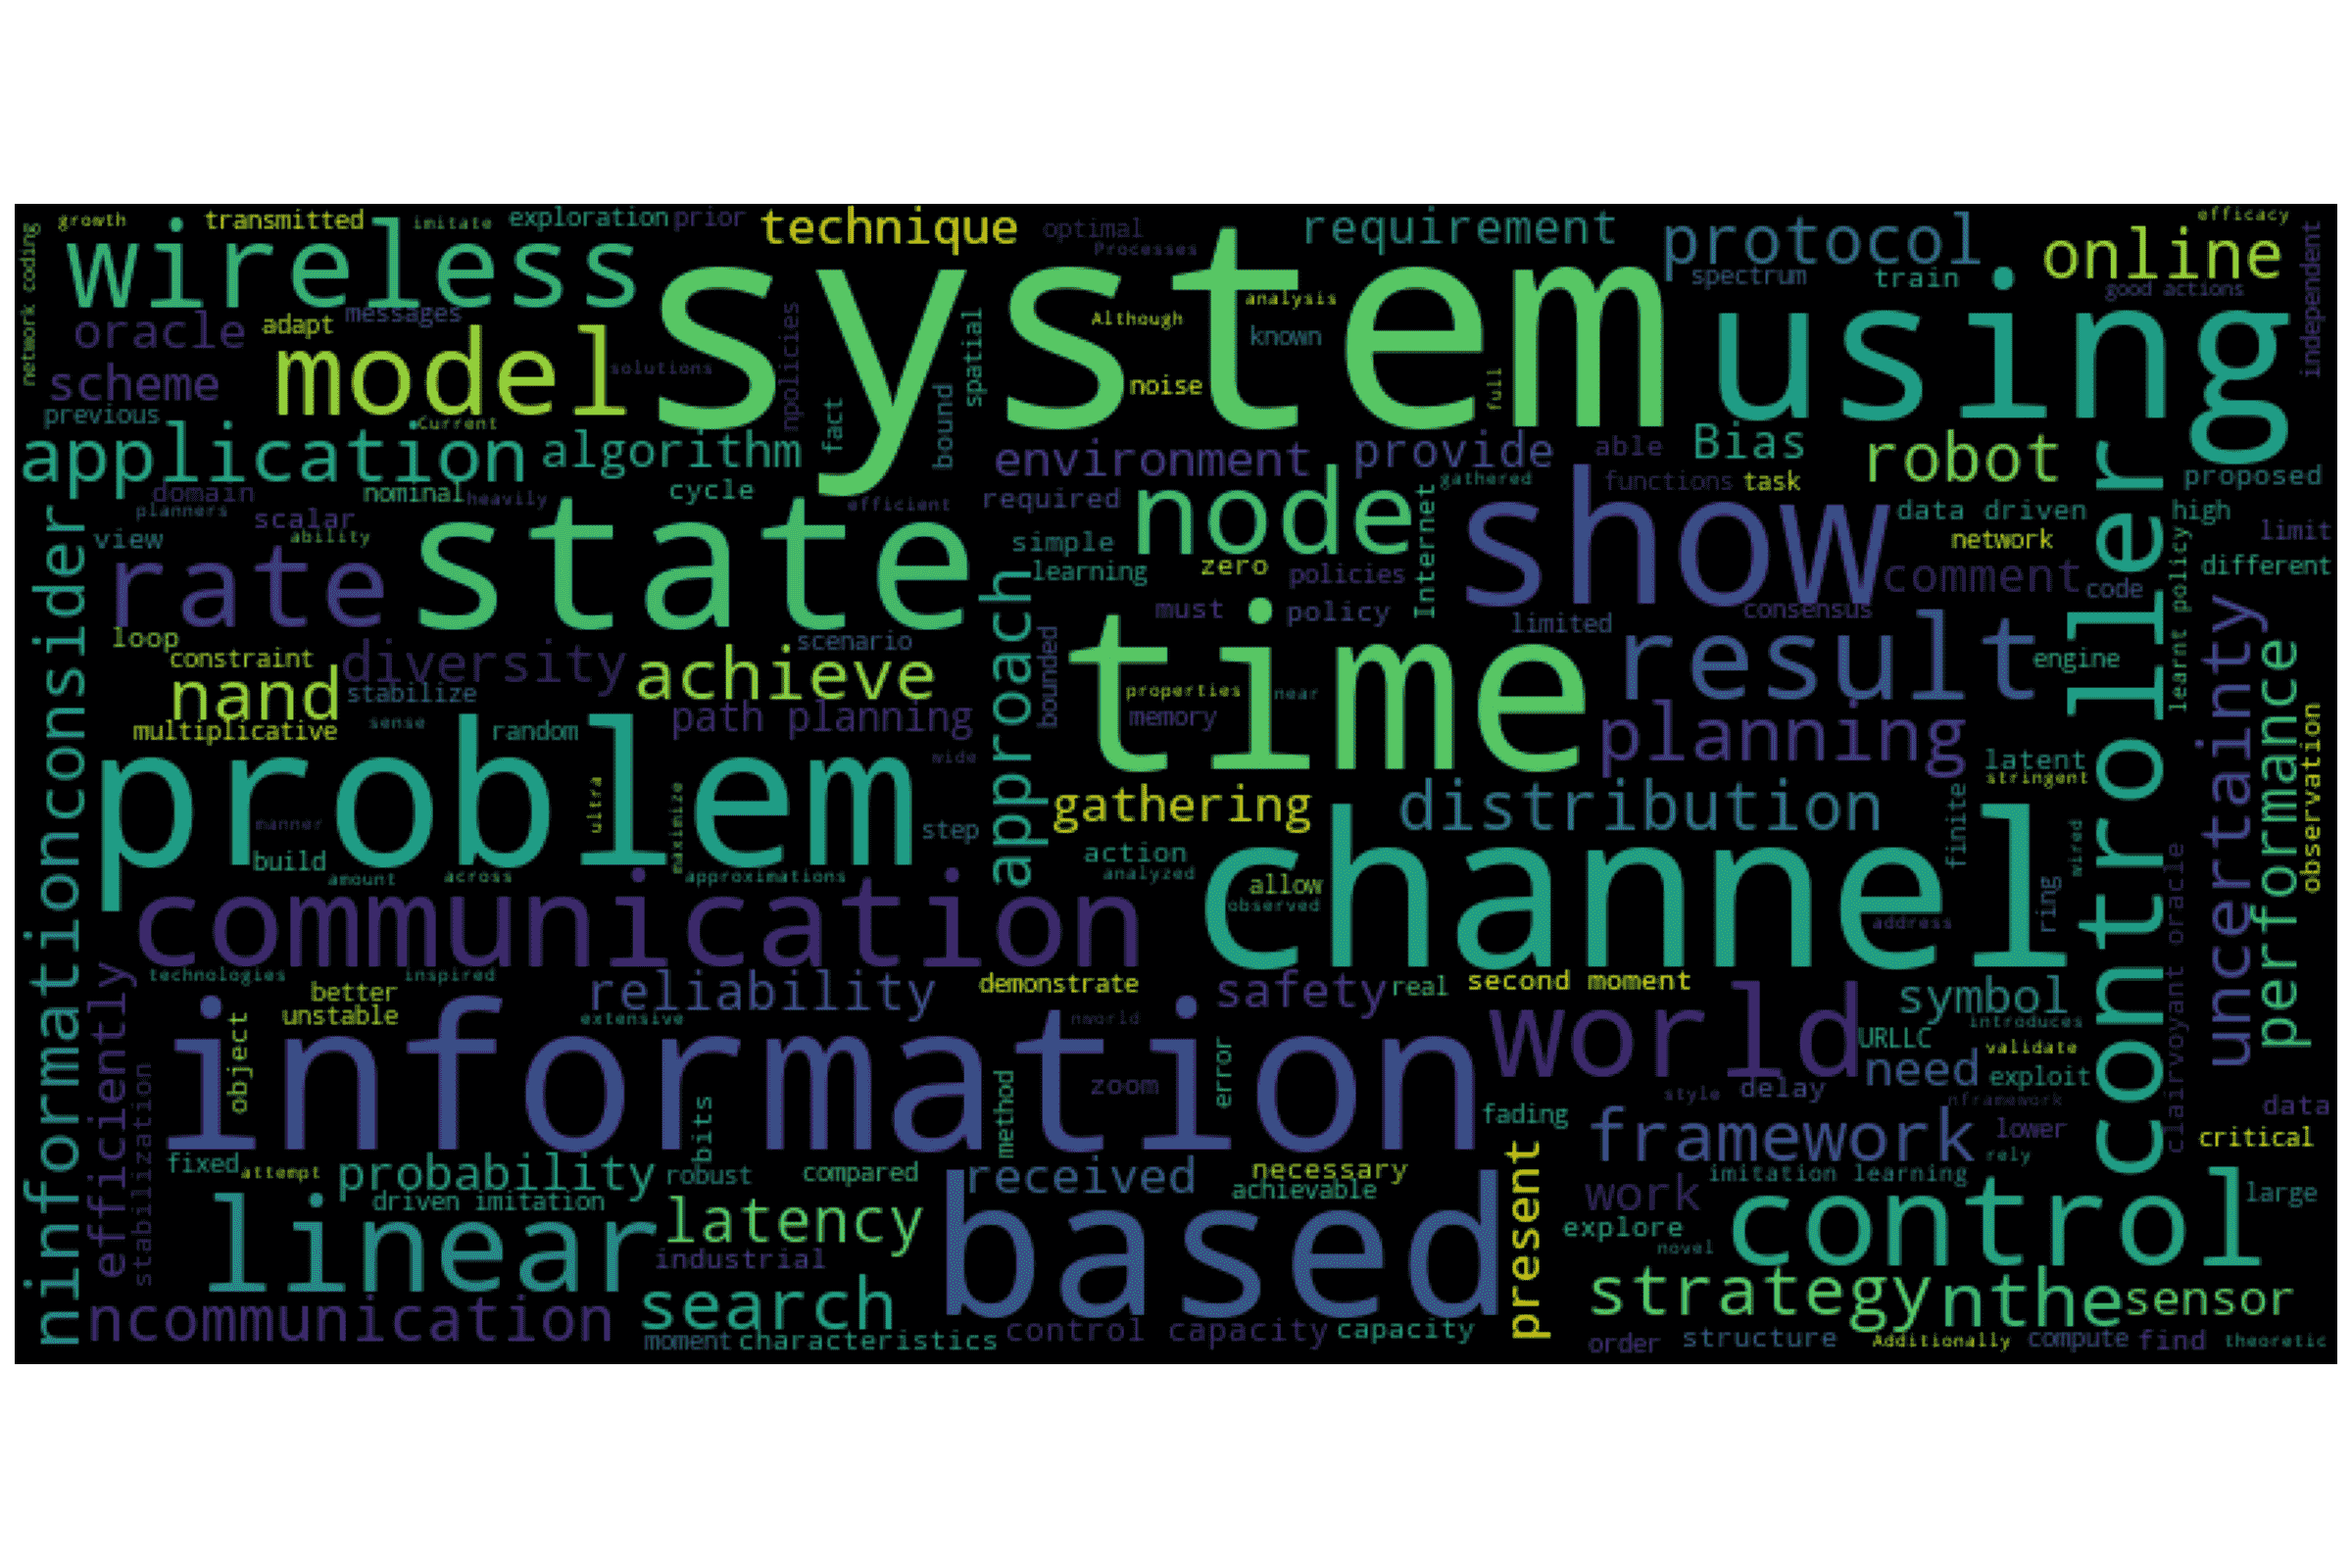 growth transmitted imitate exploration prior technique optimal requirement protocol online efficacy
network coding wireless system Processes spectrum train good actions independent
oracle adapt messages model solutions npolicies spatial Although analysis known using
scheme previous Current fact bound noise full
application algorithm environment provide able Bias robot proposed
domain nominal heavily cycle efficient required node Internet gathered functions task data driven high
planners scalar ability view state simple learning zero policies show network comment limit different
rate must policy consensus code learnt policy
loop constraint diversity achieve scenario approach bounded time limited result engine controller uncertainty performance
nand stabilize path planning properties near memory planning latent stringent
multiplicative sense random wide observation
ninformationconsider problem manner ultra maximize step gathering distribution finite wired
build amount across approximations action analyzed allow observed channel address ring clairvoyant oracle
communication
technologies inspired reliability demonstrate safety real second moment symbol introduces
efficiently better unstable extensive nworld world URLLC need validate exploit
object information error zoom style delay nframework data
stabilization bits method fading framework lower critical
fixed attempt probability robust compared received necessary present imitation learning rely
driven imitation achievable work large
linear latency based explore control
industrial novel
ncommunication search strategy nthe sensor
moment characteristics control capacity capacity order structure Additionally compute find theoretic